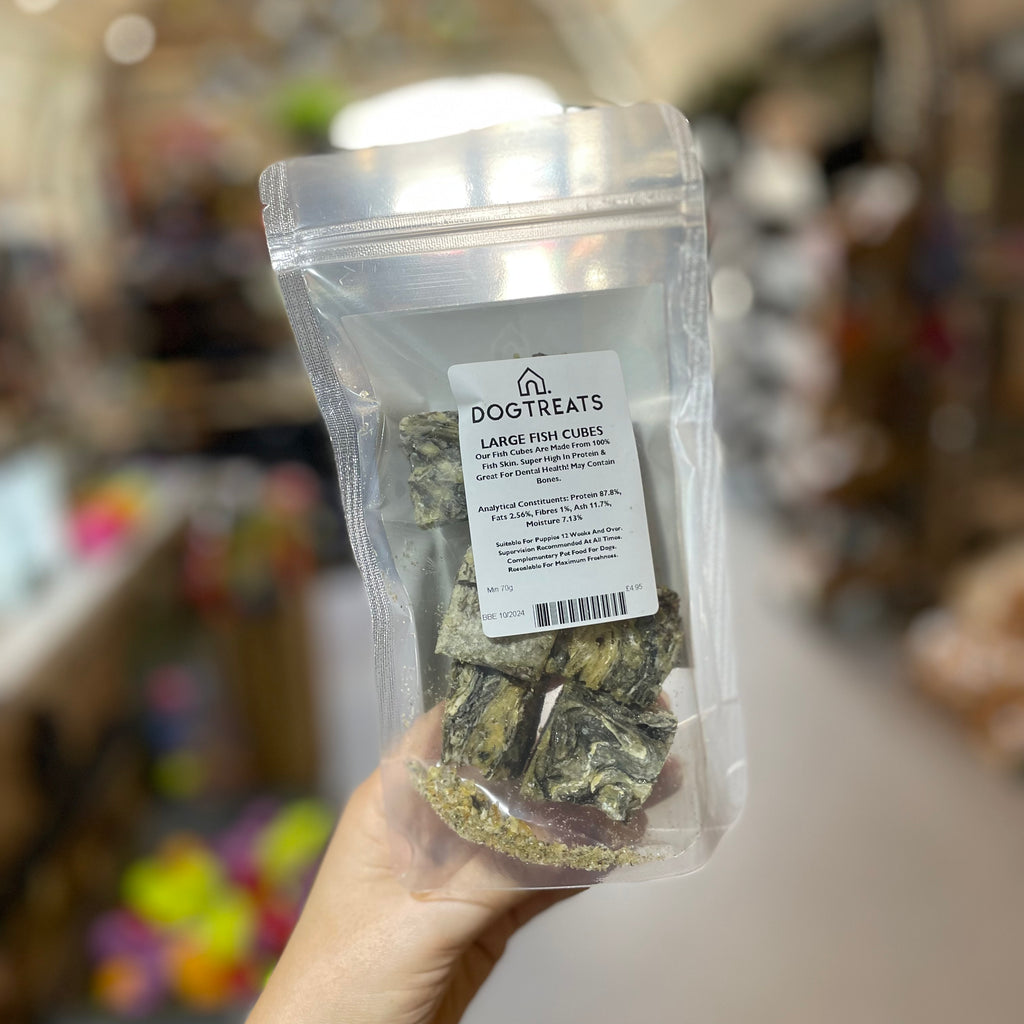 DOGTREATS
LARGE FISH CUBES
Our Fish Cubes Are Made From 100%
Fish Skin. Super High In Protein &
Great For Dental Health! May Contain
Bones.
Analytical Constituents: Protein 87.8%,
Fats 2.56%, Fibres 1%, Ash 11.7%,
Moisture 7.13%
Suitable For Puppies 12 Weeks And Over.
Supervision Recommended At All Times.
Complementary Pet Food For Dogs.
Resealable For Maximum Freshness.
Min 70g £4.95
BBE 10/2024